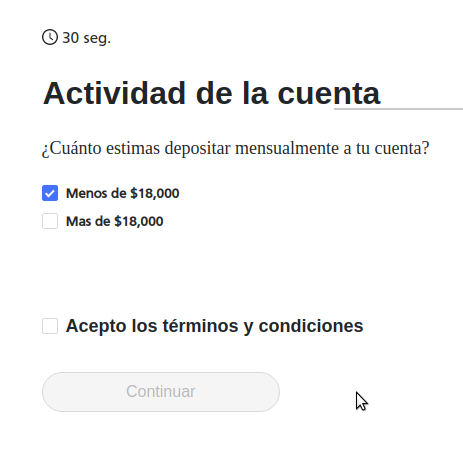 30 seg.
Actividad de la cuenta
¿Cuánto estimas depositar mensualmente a tu cuenta?
Menos de $18,000
Mas de $18,000
Acepto los términos y condiciones
Continuar